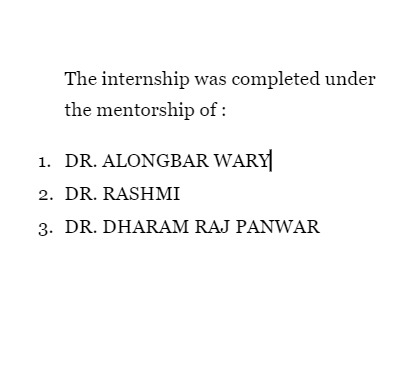 The internship was completed under
the mentorship of :
1. DR. ALONGBAR WARY
2. DR. RASHMI
3. DR. DHARAM RAJ PANWAR